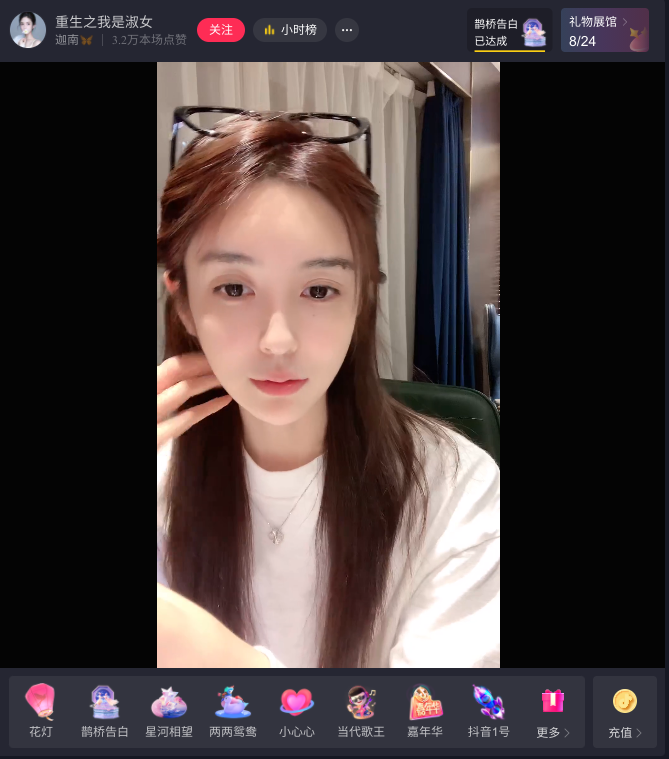 重生之我是淑女
迦南
3.2万本场点赞
关注
小时榜
鹊桥告白
已达成
礼物展馆
8/24
花灯
鹊桥告白
星河相望
两两鸳鸯
小心心
当代歌王
嘉年华
嘉年华
抖音1号
更多
充值